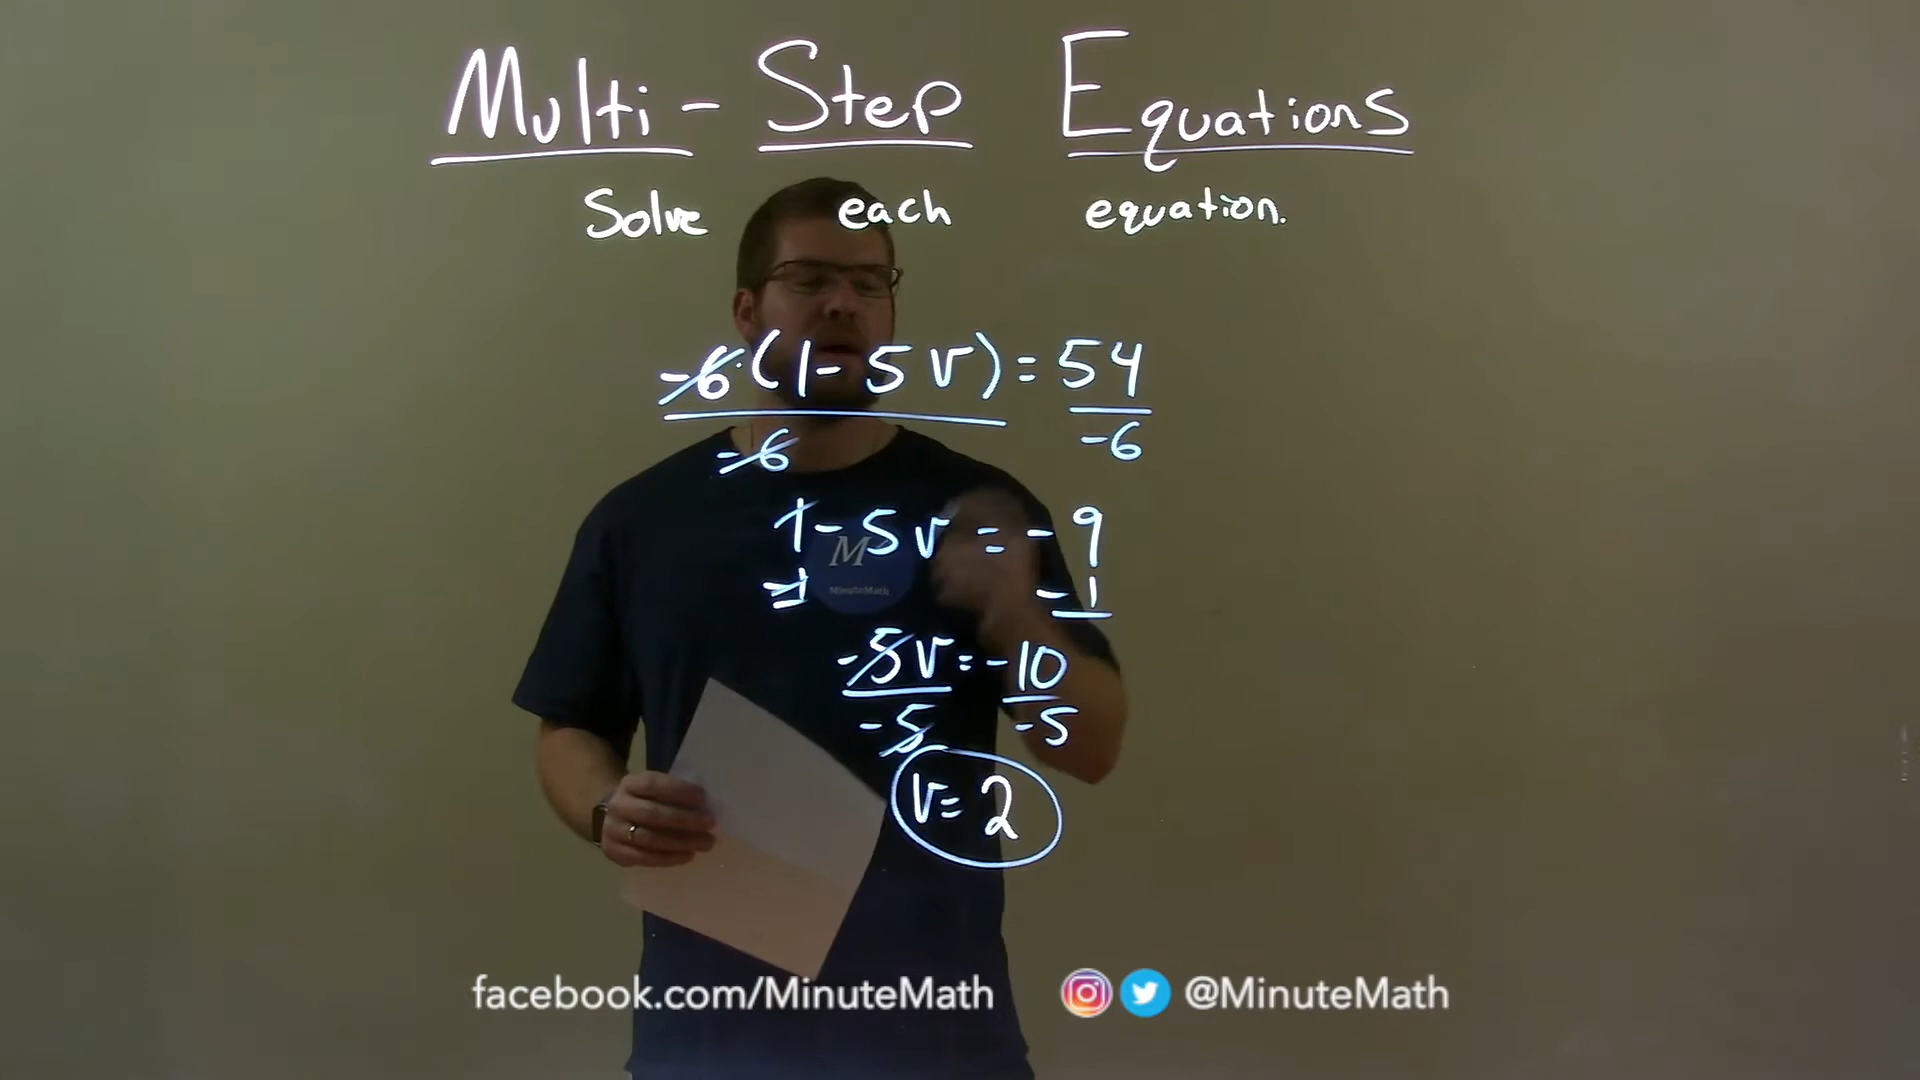 Multi-Step Equations
Solve each equation.
-6(1-5v)=54
-6 -6
1-5v=-9
-1 -1
-5v=-10
-5 -5
v=2
M
MinuteMath
facebook.com/MinuteMath @MinuteMath